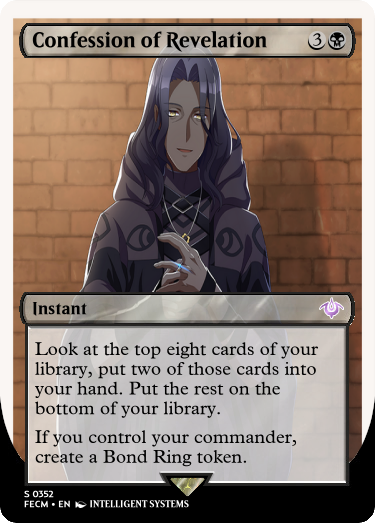 Confession of Revelation 3
Instant
Look at the top eight cards of your
library, put two of those cards into
your hand. Put the rest on the
bottom of your library.
If you control your commander,
create a Bond Ring token.
S 0352
FECM • EN INTELLIGENT SYSTEMS